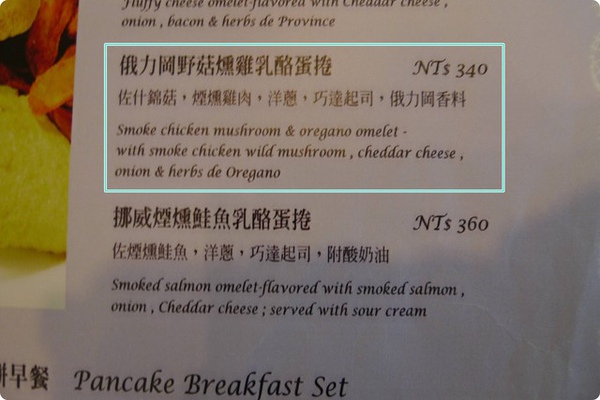 Fluffy cheese omelet-flavored with Cheddar cheese ,
onion , bacon & herbs de Province
俄力岡野菇燻雞乳酪蛋捲 NT$ 340
佐什錦菇，煙燻雞肉，洋蔥，巧達起司，俄力岡香料
Smoke chicken mushroom & oregano omelet -
with smoke chicken wild mushroom , cheddar cheese ,
onion & herbs de Oregano
挪威煙燻鮭魚乳酪蛋捲 NT$ 360
佐煙燻鮭魚，洋蔥，巧達起司，附酸奶油
Smoked salmon omelet-flavored with smoked salmon ,
onion , Cheddar cheese ; served with sour cream
餅早餐 Pancake Breakfast Set